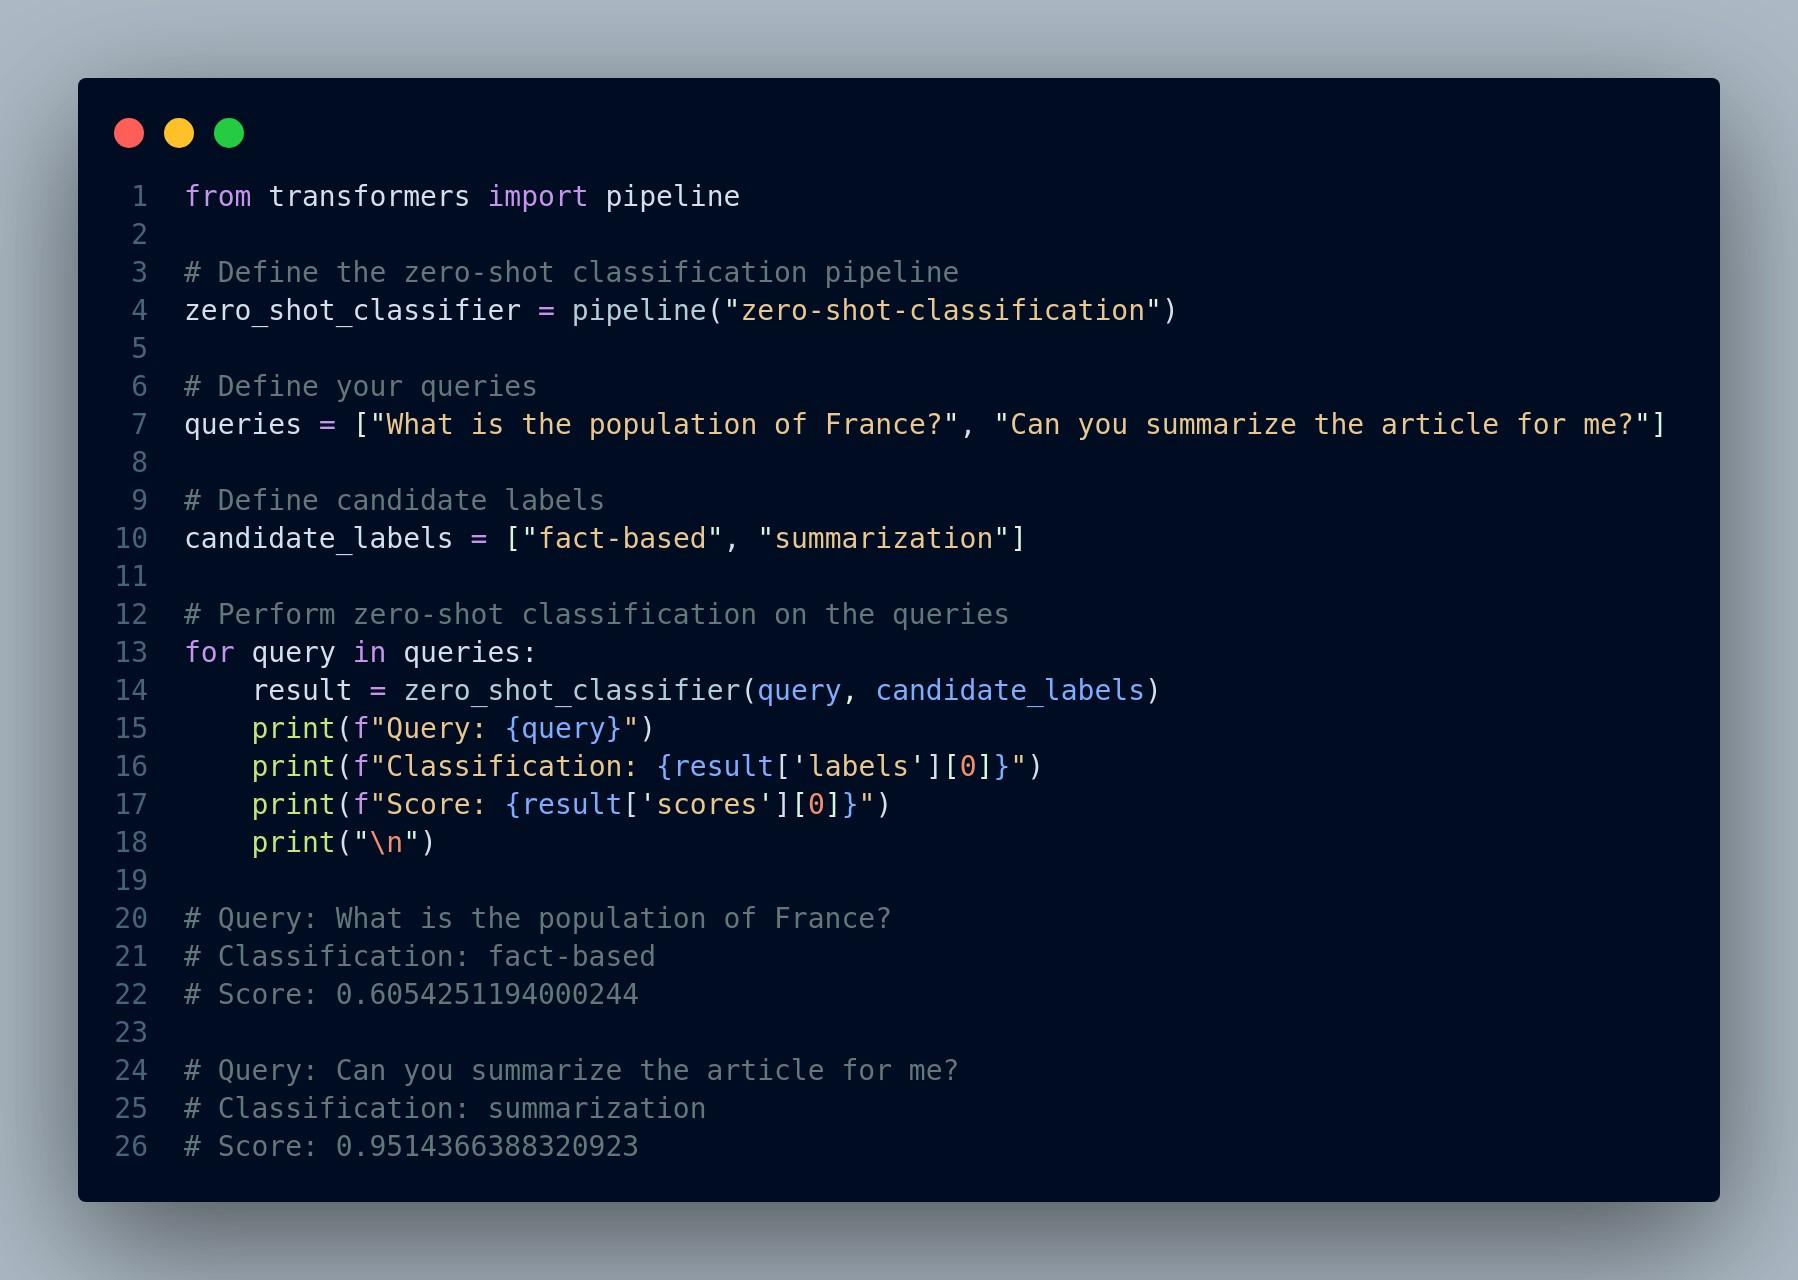 1 from transformers import pipeline
2
3 # Define the zero-shot classification pipeline
4 zero_shot_classifier = pipeline("zero-shot-classification")
5
6 # Define your queries
7 queries = ["What is the population of France?", "Can you summarize the article for me?"]
8
9 # Define candidate labels
10 candidate_labels = ["fact-based", "summarization"]
11
12 # Perform zero-shot classification on the queries
13 for query in queries:
14     result = zero_shot_classifier(query, candidate_labels)
15     print(f"Query: {query}")
16     print(f"Classification: {result['labels'][0]}")
17     print(f"Score: {result['scores'][0]}")
18     print("\n")
19
20 # Query: What is the population of France?
21 # Classification: fact-based
22 # Score: 0.6054251194000244
23
24 # Query: Can you summarize the article for me?
25 # Classification: summarization
26 # Score: 0.9514366388320923